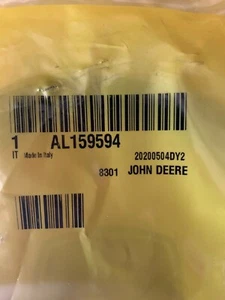 1 AL159594
IT Made In Italy 20200504DY2
8301 JOHN DEERE